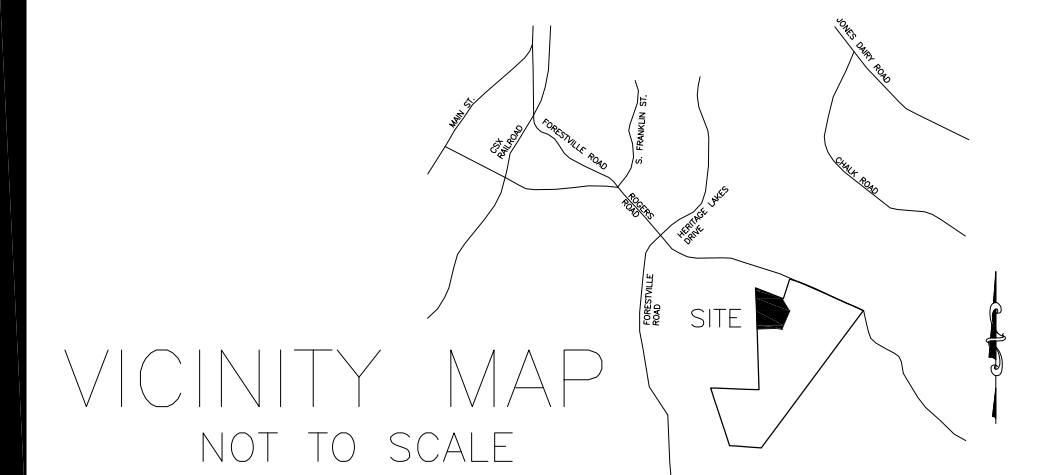 JONES DAIRY ROAD
MAIN ST.
CSX
RAILROAD
FORESTVILLE ROAD
S. FRANKLIN ST.
CHALK ROAD
ROGERS
ROAD
HERITAGE LAKES
DRIVE
FORESTVILLE
ROAD
SITE
VICINITY MAP
NOT TO SCALE